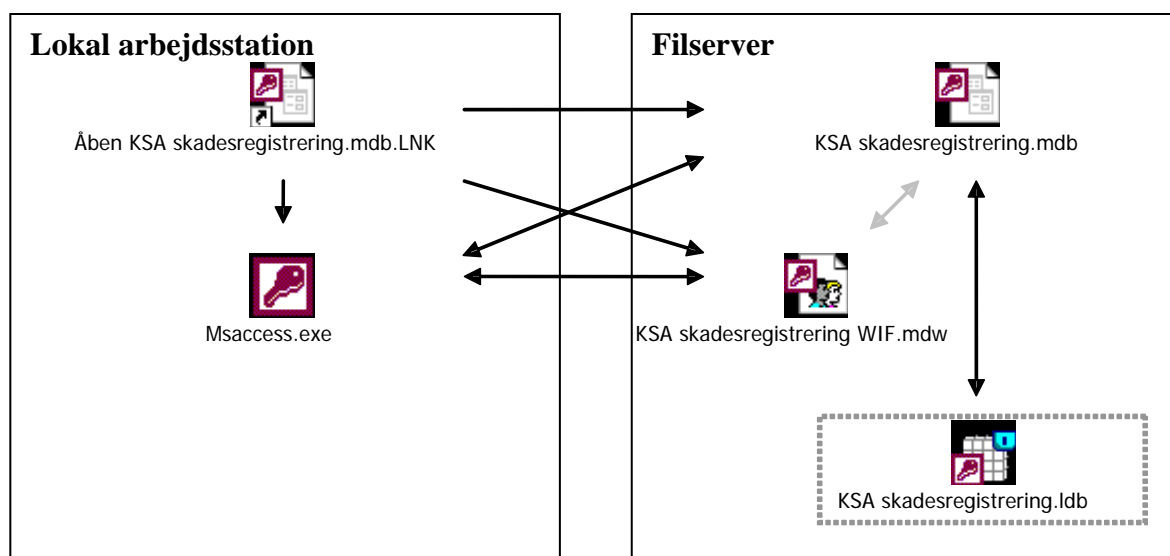 Lokal arbejdsstation
Åben KSA skadesregistrering.mdb.LNK
Msaccess.exe
Filserver
KSA skadesregistrering.mdb
KSA skadesregistrering WIF.mdw
KSA skadesregistrering.ldb